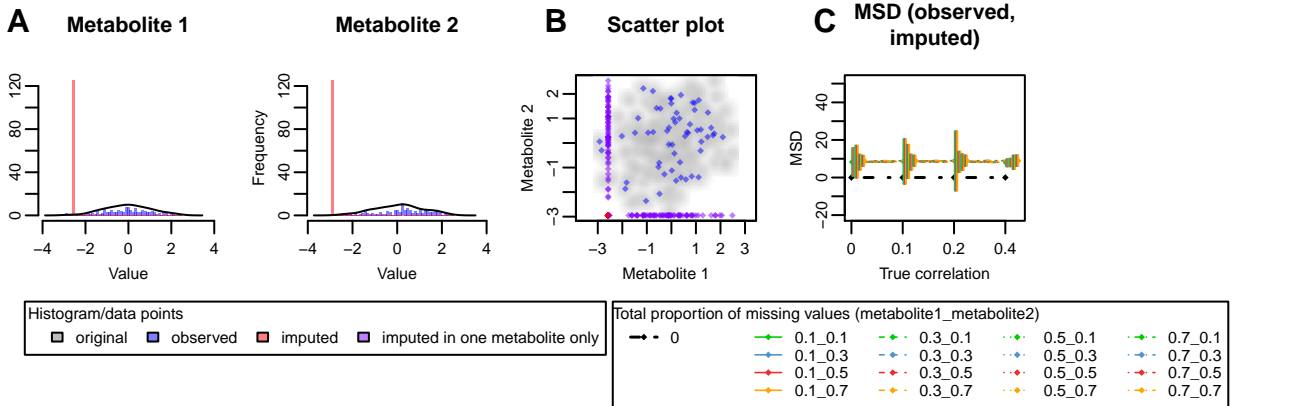 A
Metabolite 1
Metabolite 2
B
Scatter plot
C
MSD (observed,
imputed)
120
80
40
0
−4
−2
0
2
4
Value
Frequency
120
80
40
0
−4
−2
0
2
4
Value
Metabolite 2
2
1
−1
−3
−3
−1
1
2
3
Metabolite 1
MSD
40
20
0
−20
0
0.1
0.2
0.4
True correlation
Histogram/data points
original
observed
imputed
imputed in one metabolite only
Total proportion of missing values (metabolite1_metabolite2)
0
0.1_0.1
0.3_0.1
0.5_0.1
0.7_0.1
0.1_0.3
0.3_0.3
0.5_0.3
0.7_0.3
0.1_0.5
0.3_0.5
0.5_0.5
0.7_0.5
0.1_0.7
0.3_0.7
0.5_0.7
0.7_0.7